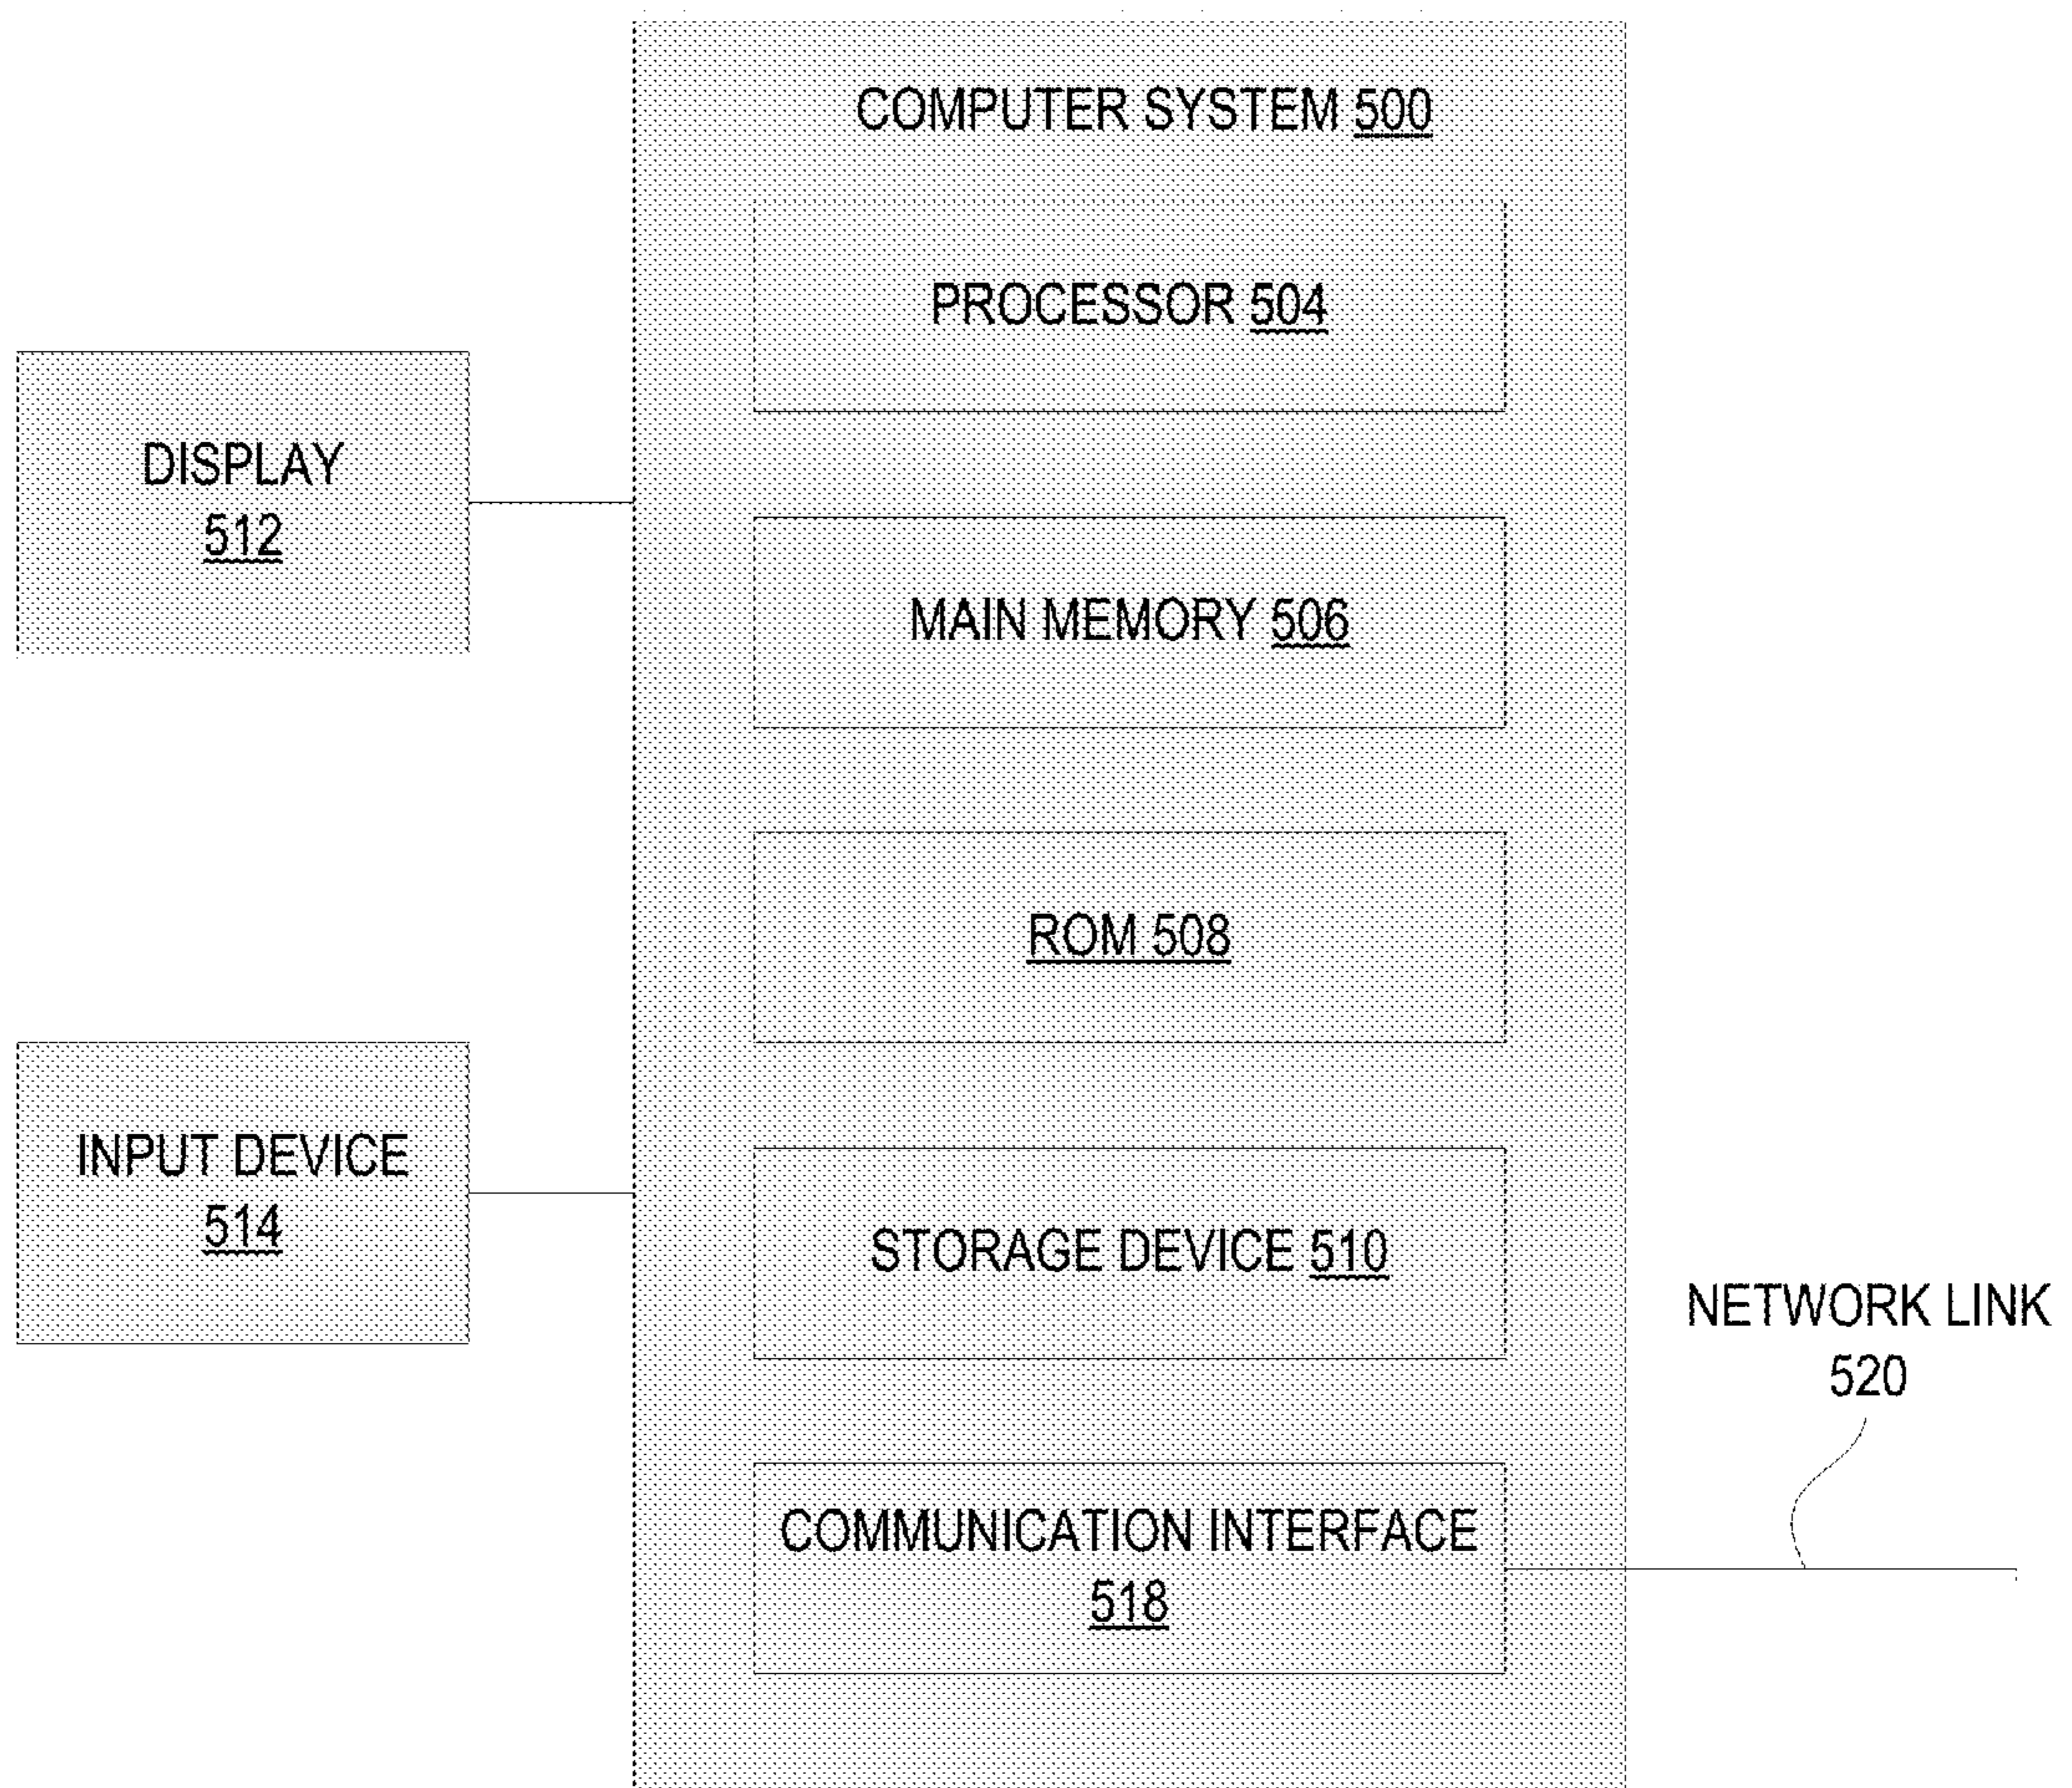 COMPUTER SYSTEM 500
PROCESSOR 504
DISPLAY
512
MAIN MEMORY 506
ROM 508
INPUT DEVICE
514
STORAGE DEVICE 510
NETWORK LINK
520
COMMUNICATION INTERFACE
518